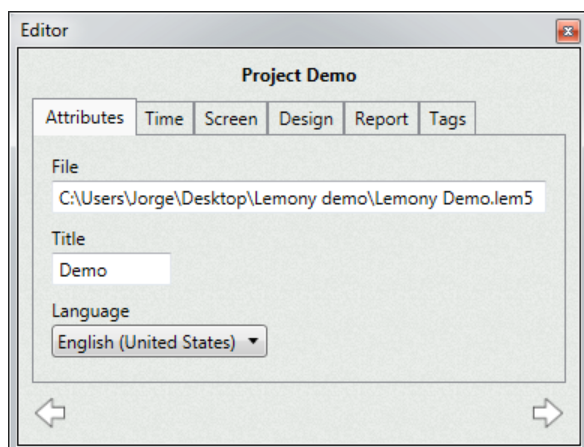 Editor
Project Demo
Attributes Time Screen Design Report Tags
File
C:\Users\Jorge\Desktop\Lemony demo\Lemony Demo.lem5
Title
Demo
Language
English (United States)